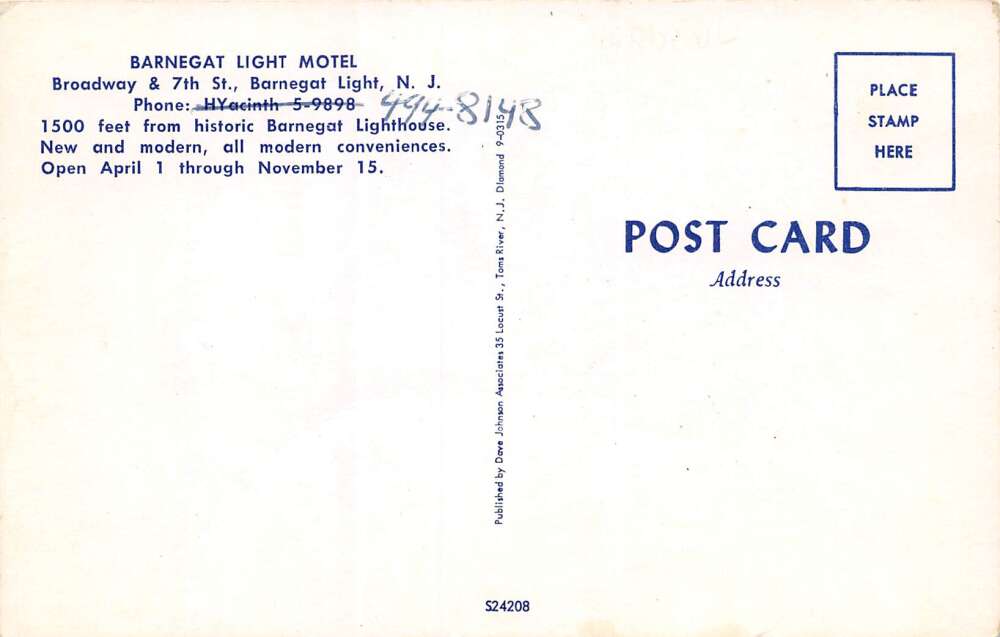 BARNEGAT LIGHT MOTEL
Broadway & 7th St., Barnegat Light, N. J.
Phone: HYacinth 5-9898 494-8148
1500 feet from historic Barnegat Lighthouse.
New and modern, all modern conveniences.
Open April 1 through November 15.
Published by Dave Johnson Associates 35 Locust St., Toms River, N.J. Diamond 9-0315
PLACE
STAMP
HERE
POST CARD
Address
S24208